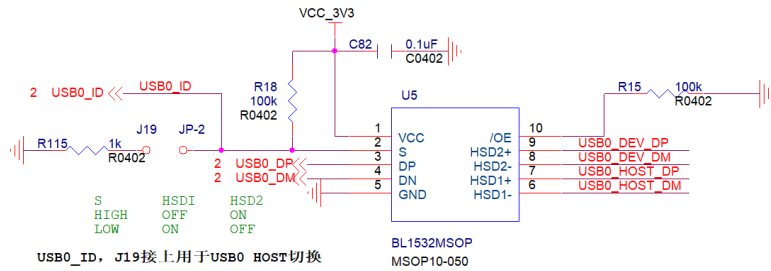 VCC_3V3
C82 0.1uF
C0402
2 USB0_ID USB0_ID
R18
100k
R0402
U5
R15 100k
R0402
R115 1k
R0402
J19 JP-2
1 VCC /OE 10
2 S HSD2+ 9 USB0_DEV_DP
2 USB0_DP 3 DP HSD2- 8 USB0_DEV_DM
2 USB0_DM 4 DN HSD1+ 7 USB0_HOST_DP
5 GND HSD1- 6 USB0_HOST_DM
S HSDI HSD2
HIGH OFF ON
LOW ON OFF
BL1532MSOP
MSOP10-050
USB0_ID，J19接上用于USB0 HOST切换